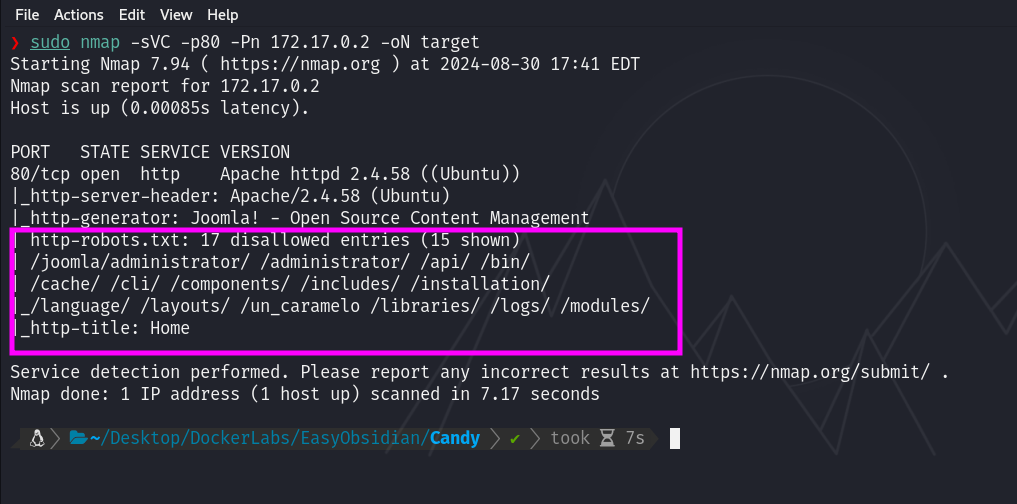 File Actions Edit View Help
❯ sudo nmap -sVC -p80 -Pn 172.17.0.2 -oN target
Starting Nmap 7.94 ( https://nmap.org ) at 2024-08-30 17:41 EDT
Nmap scan report for 172.17.0.2
Host is up (0.00085s latency).
PORT   STATE SERVICE VERSION
80/tcp open  http    Apache httpd 2.4.58 ((Ubuntu))
|_http-server-header: Apache/2.4.58 (Ubuntu)
|_http-generator: Joomla! - Open Source Content Management
| http-robots.txt: 17 disallowed entries (15 shown)
| /joomla/administrator/ /administrator/ /api/ /bin/
| /cache/ /cli/ /components/ /includes/ /installation/
|_/language/ /layouts/ /un_caramelo /libraries/ /logs/ /modules/
|_http-title: Home
Service detection performed. Please report any incorrect results at https://nmap.org/submit/ .
Nmap done: 1 IP address (1 host up) scanned in 7.17 seconds
~/Desktop/DockerLabs/EasyObsidian/Candy ✔ took 7s